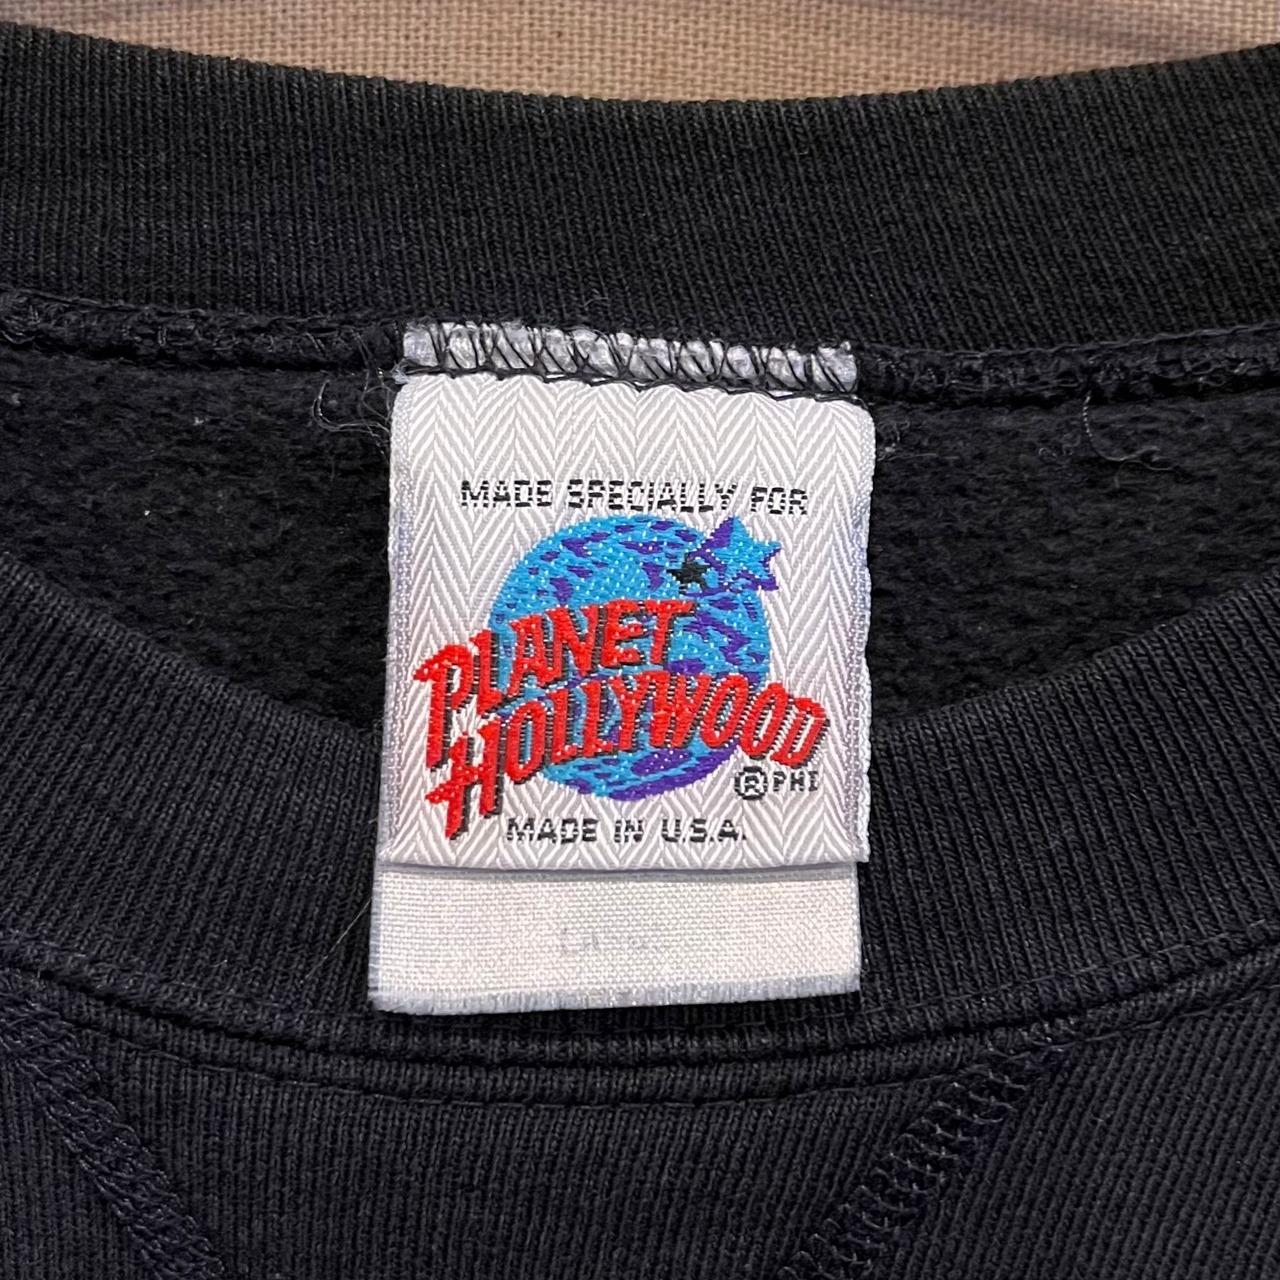 MADE SPECIALLY FOR
PLANET
HOLLYWOOD
® PHI
MADE IN U.S.A.